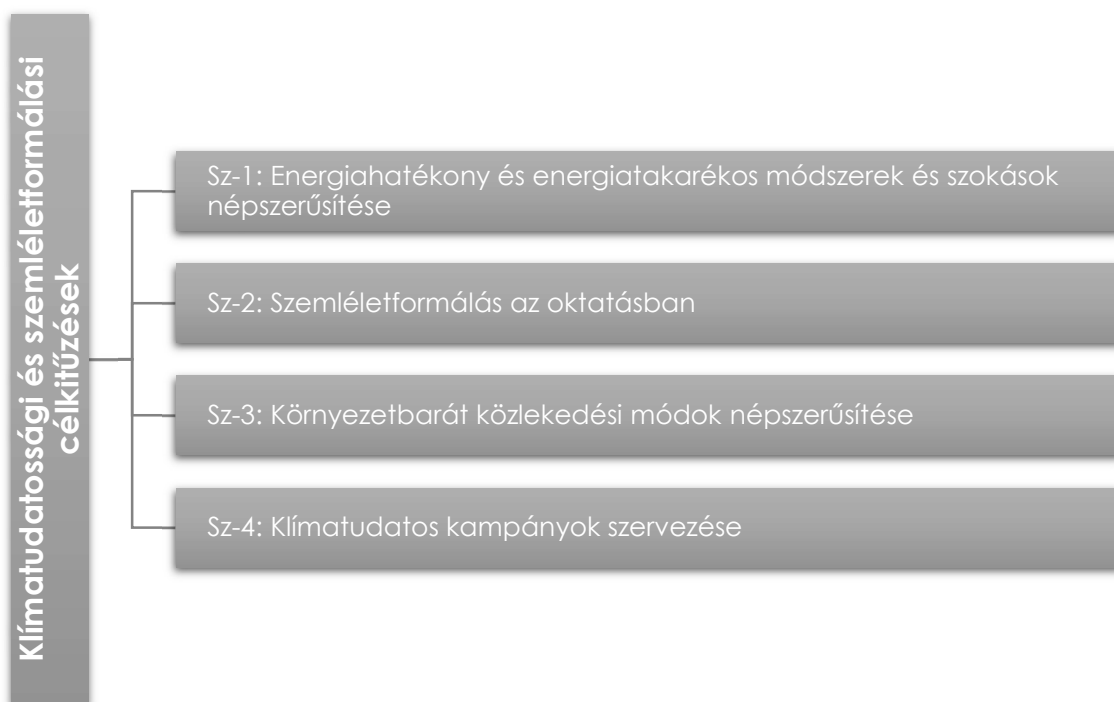 Klímatudatossági és szemléletformálási
célkitűzések
Sz-1: Energiahatékony és energiatakarékos módszerek és szokások
népszerűsítése
Sz-2: Szemléletformálás az oktatásban
Sz-3: Környezetbarát közlekedési módok népszerűsítése
Sz-4: Klímatudatos kampányok szervezése